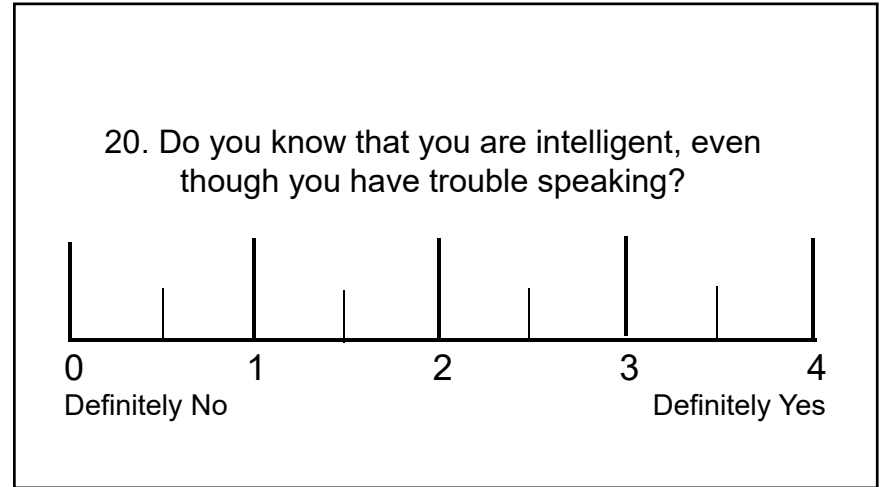 20. Do you know that you are intelligent, even
though you have trouble speaking?
0 1 2 3 4
Definitely No Definitely Yes